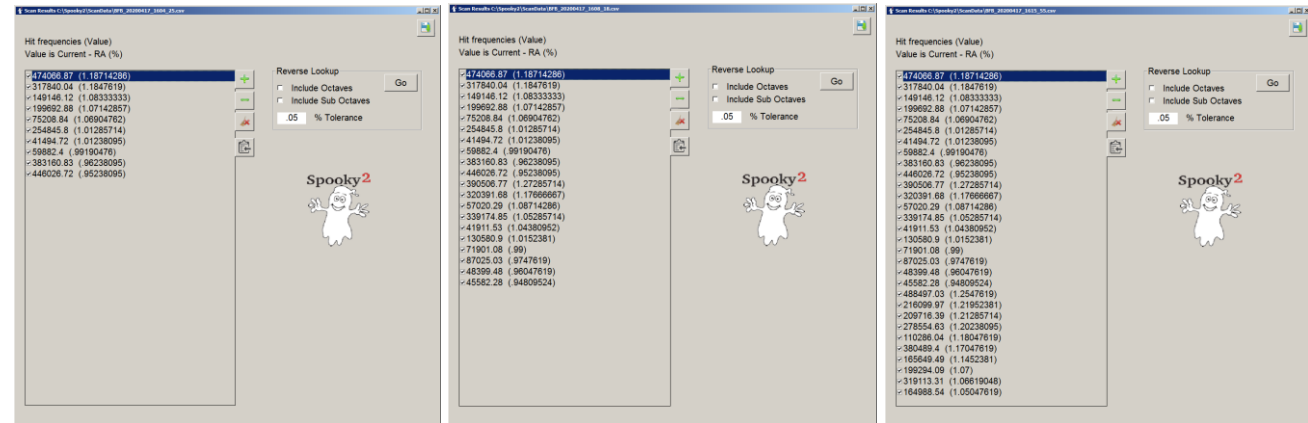 Scan Results C:\Spooky2\ScanData\BFB_20200417_1604_25.csv
Hit frequencies (Value)
Value is Current - RA (%)
474066.87 (1.18714286)
317840.04 (1.1847619)
149146.12 (1.08333333)
199692.88 (1.07142857)
75208.84 (1.06904762)
254845.8 (1.01285714)
41494.72 (1.01238095)
59882.4 (.99190476)
383160.83 (.96238095)
446026.72 (.95238095)
Reverse Lookup
Include Octaves
Include Sub Octaves
.05 % Tolerance
Go
Spooky2
Scan Results C:\Spooky2\ScanData\BFB_20200417_1608_18.csv
Hit frequencies (Value)
Value is Current - RA (%)
474066.87 (1.18714286)
317840.04 (1.1847619)
149146.12 (1.08333333)
199692.88 (1.07142857)
75208.84 (1.06904762)
254845.8 (1.01285714)
41494.72 (1.01238095)
59882.4 (.99190476)
383160.83 (.96238095)
446026.72 (.95238095)
390506.77 (1.27285714)
320391.68 (1.17666667)
57020.29 (1.08714286)
339174.85 (1.05285714)
41911.53 (1.04380952)
130580.9 (1.0152381)
71901.08 (.99)
87025.03 (.9747619)
48399.48 (.96047619)
45582.28 (.94809524)
Reverse Lookup
Include Octaves
Include Sub Octaves
.05 % Tolerance
Go
Spooky2
Scan Results C:\Spooky2\ScanData\BFB_20200417_1615_55.csv
Hit frequencies (Value)
Value is Current - RA (%)
474066.87 (1.18714286)
317840.04 (1.1847619)
149146.12 (1.08333333)
199692.88 (1.07142857)
75208.84 (1.06904762)
254845.8 (1.01285714)
41494.72 (1.01238095)
59882.4 (.99190476)
383160.83 (.96238095)
446026.72 (.95238095)
390506.77 (1.27285714)
320391.68 (1.17666667)
57020.29 (1.08714286)
339174.85 (1.05285714)
41911.53 (1.04380952)
130580.9 (1.0152381)
71901.08 (.99)
87025.03 (.9747619)
48399.48 (.96047619)
45582.28 (.94809524)
488497.03 (1.2547619)
216099.97 (1.21952381)
209716.39 (1.21285714)
278554.63 (1.20238095)
110286.04 (1.18047619)
380489.4 (1.17047619)
165649.49 (1.1452381)
199294.09 (1.07)
319113.31 (1.06619048)
164988.54 (1.05047619)
Reverse Lookup
Include Octaves
Include Sub Octaves
.05 % Tolerance
Go
Spooky2